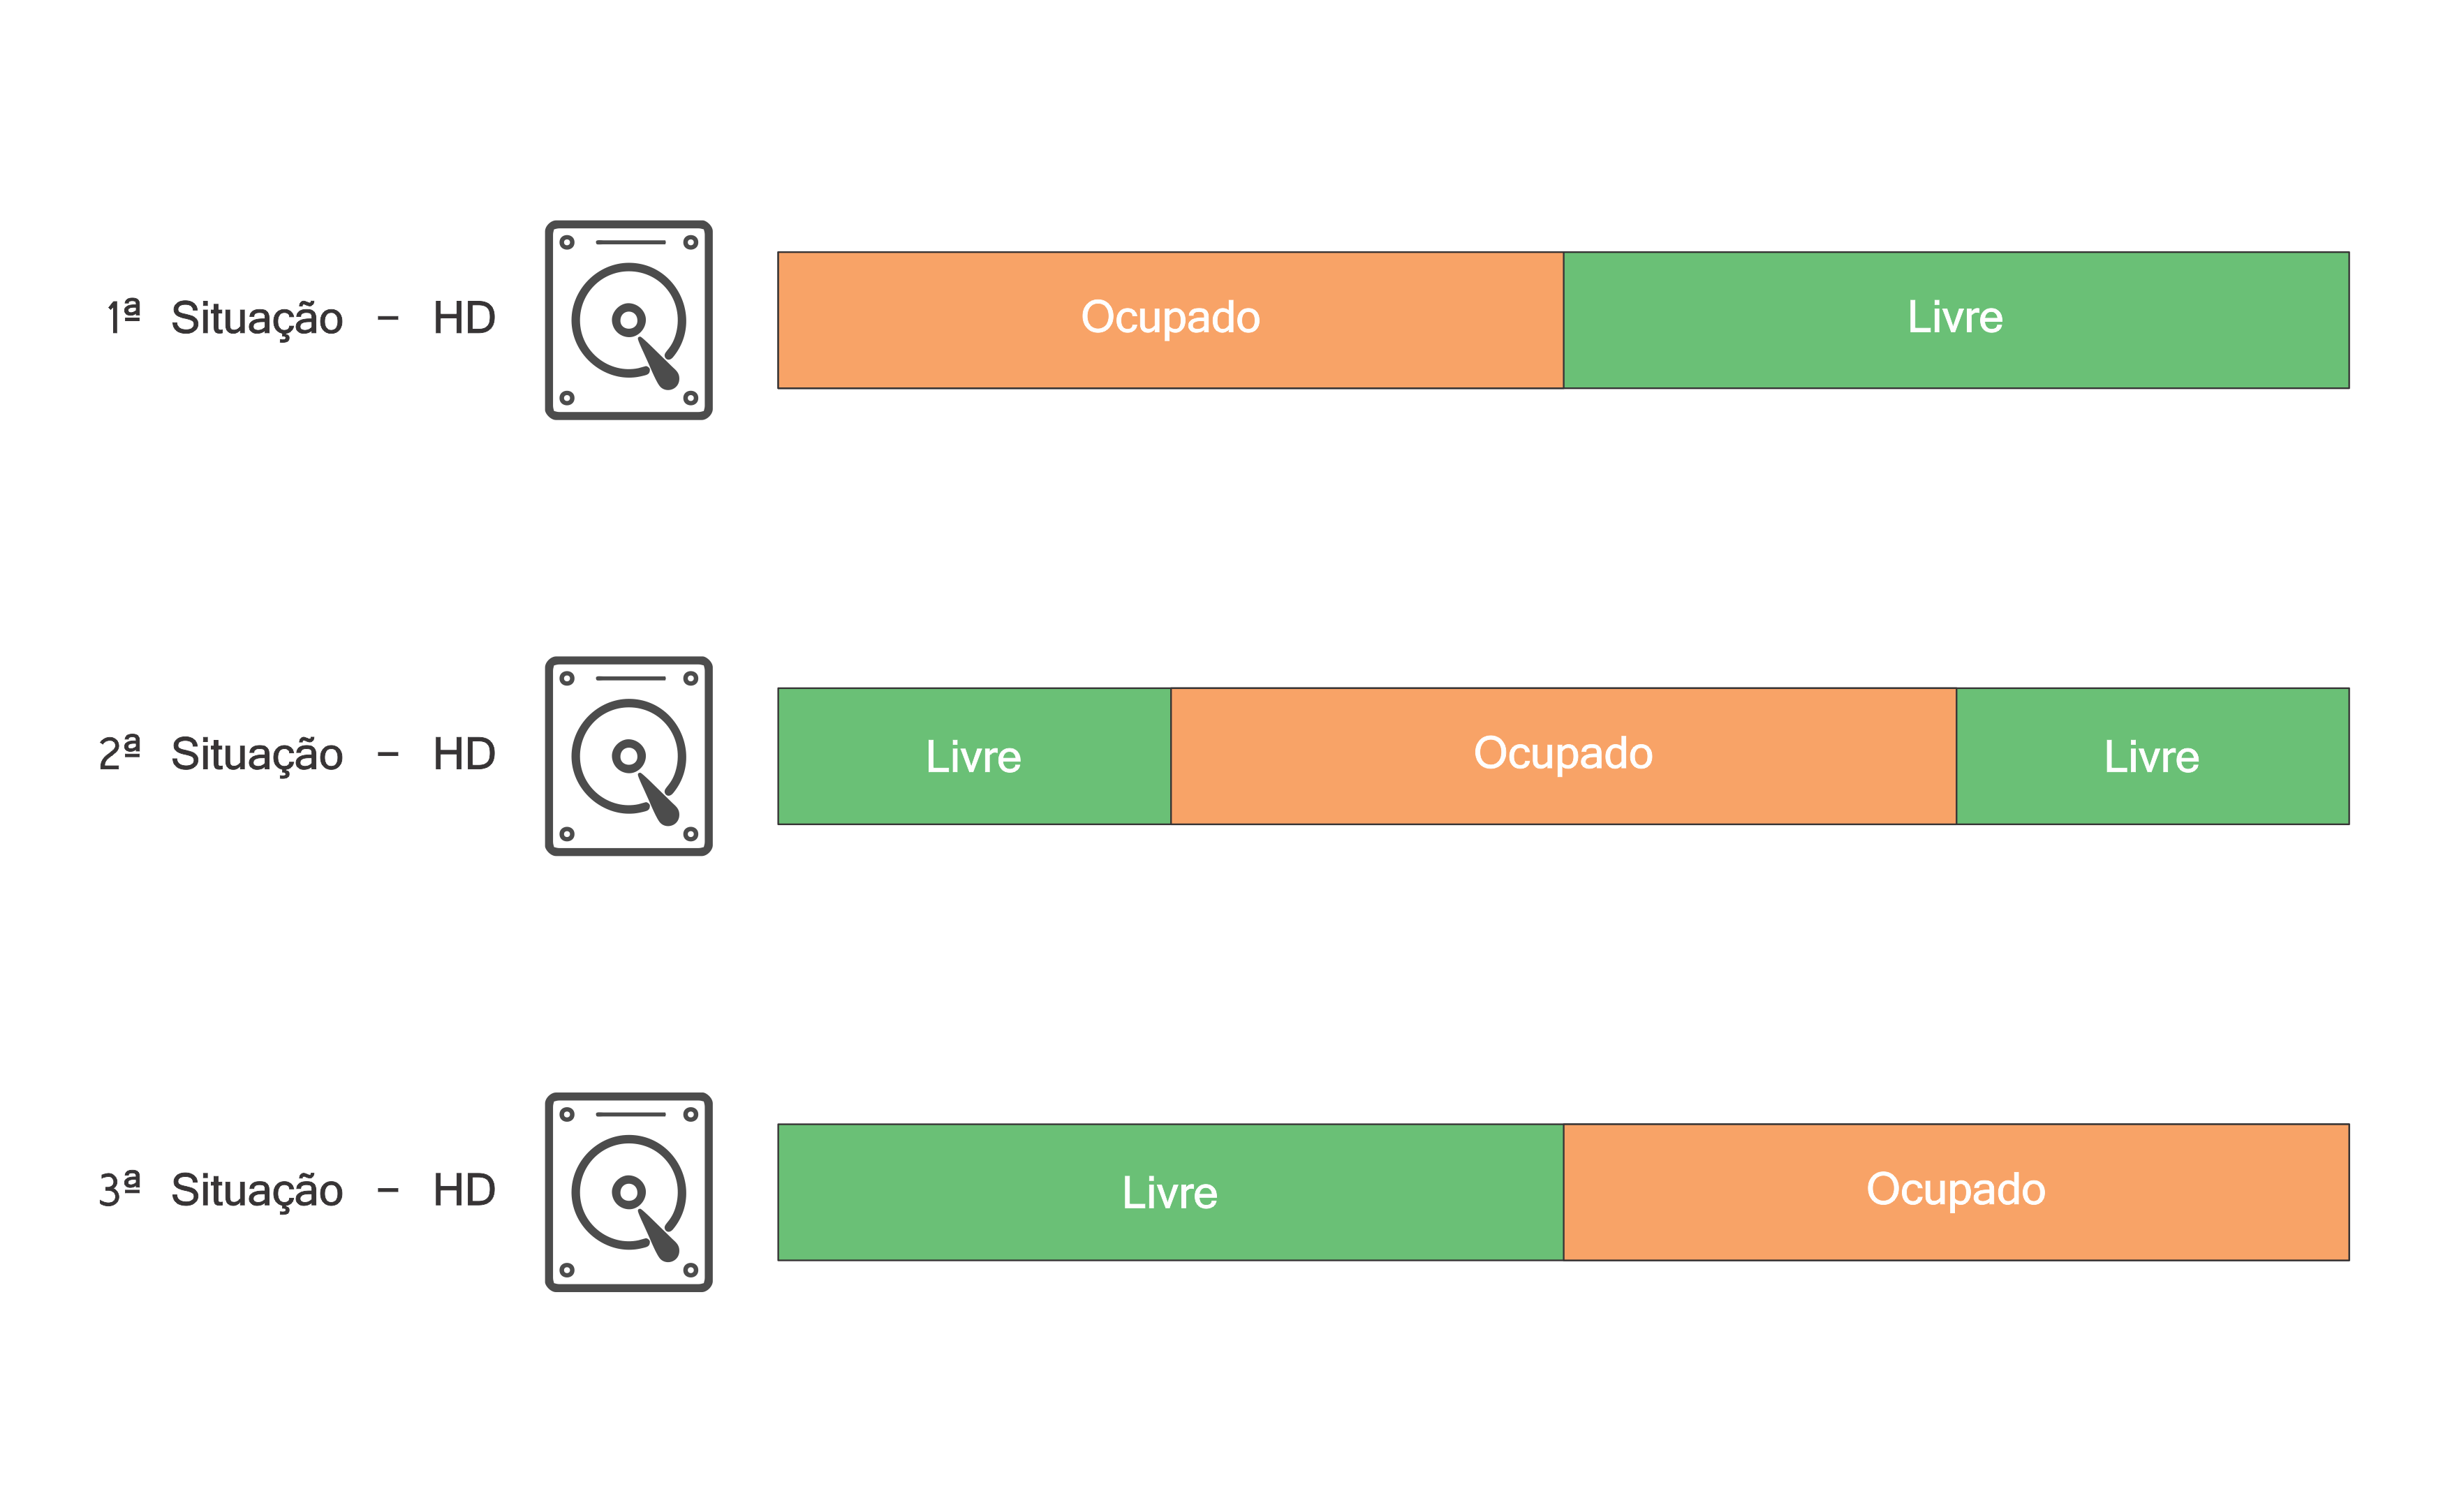 1ª Situação - HD
Ocupado Livre
2ª Situação - HD
Livre Ocupado Livre
3ª Situação - HD
Livre Ocupado